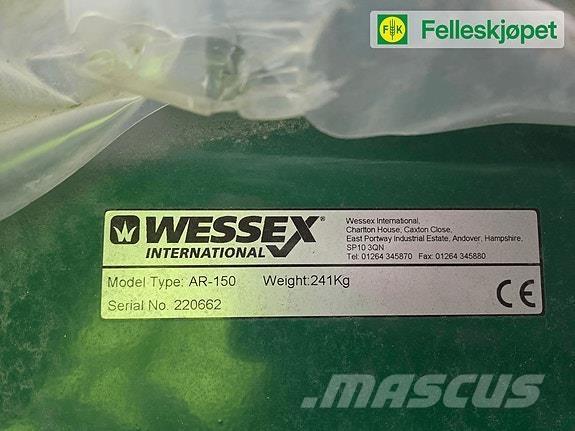 FK Felleskjøpet
WESSEX®
INTERNATIONAL
Wessex International,
Charlton House, Caxton Close,
East Portway Industrial Estate, Andover, Hampshire,
SP10 3QN
Tel: 01264 345870 Fax: 01264 345880
Model Type: AR-150 Weight:241Kg
Serial No. 220662
CE
MASCUS